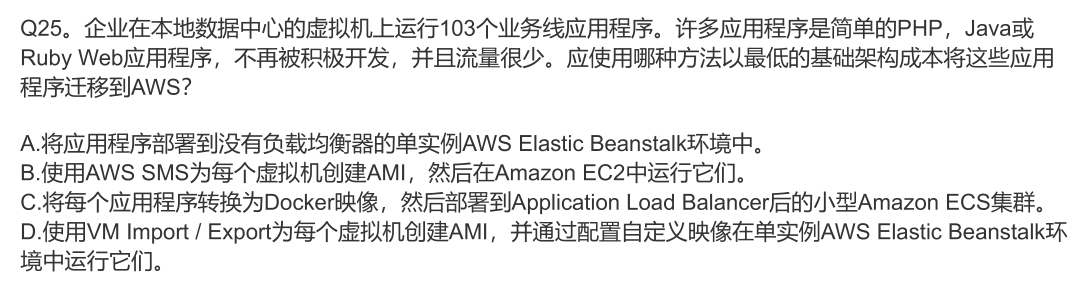 Q25。企业在本地数据中心的虚拟机上运行103个业务线应用程序。许多应用程序是简单的PHP，Java或
Ruby Web应用程序，不再被积极开发，并且流量很少。应使用哪种方法以最低的基础架构成本将这些应用
程序迁移到AWS？
A.将应用程序部署到没有负载均衡器的单实例AWS Elastic Beanstalk环境中。
B.使用AWS SMS为每个虚拟机创建AMI，然后在Amazon EC2中运行它们。
C.将每个应用程序转换为Docker映像，然后部署到Application Load Balancer后的小型Amazon ECS集群。
D.使用VM Import / Export为每个虚拟机创建AMI，并通过配置自定义映像在单实例AWS Elastic Beanstalk环
境中运行它们。